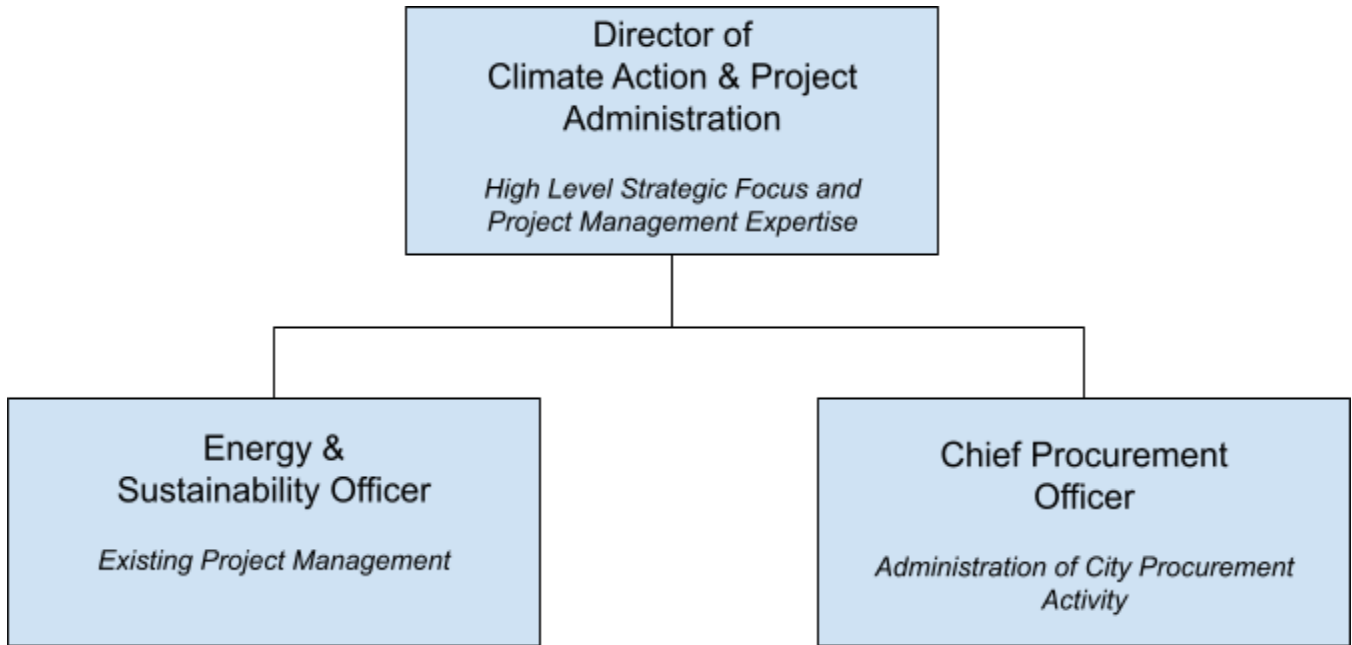 Director of
Climate Action & Project
Administration
High Level Strategic Focus and
Project Management Expertise
Energy &
Sustainability Officer
Existing Project Management
Chief Procurement
Officer
Administration of City Procurement
Activity